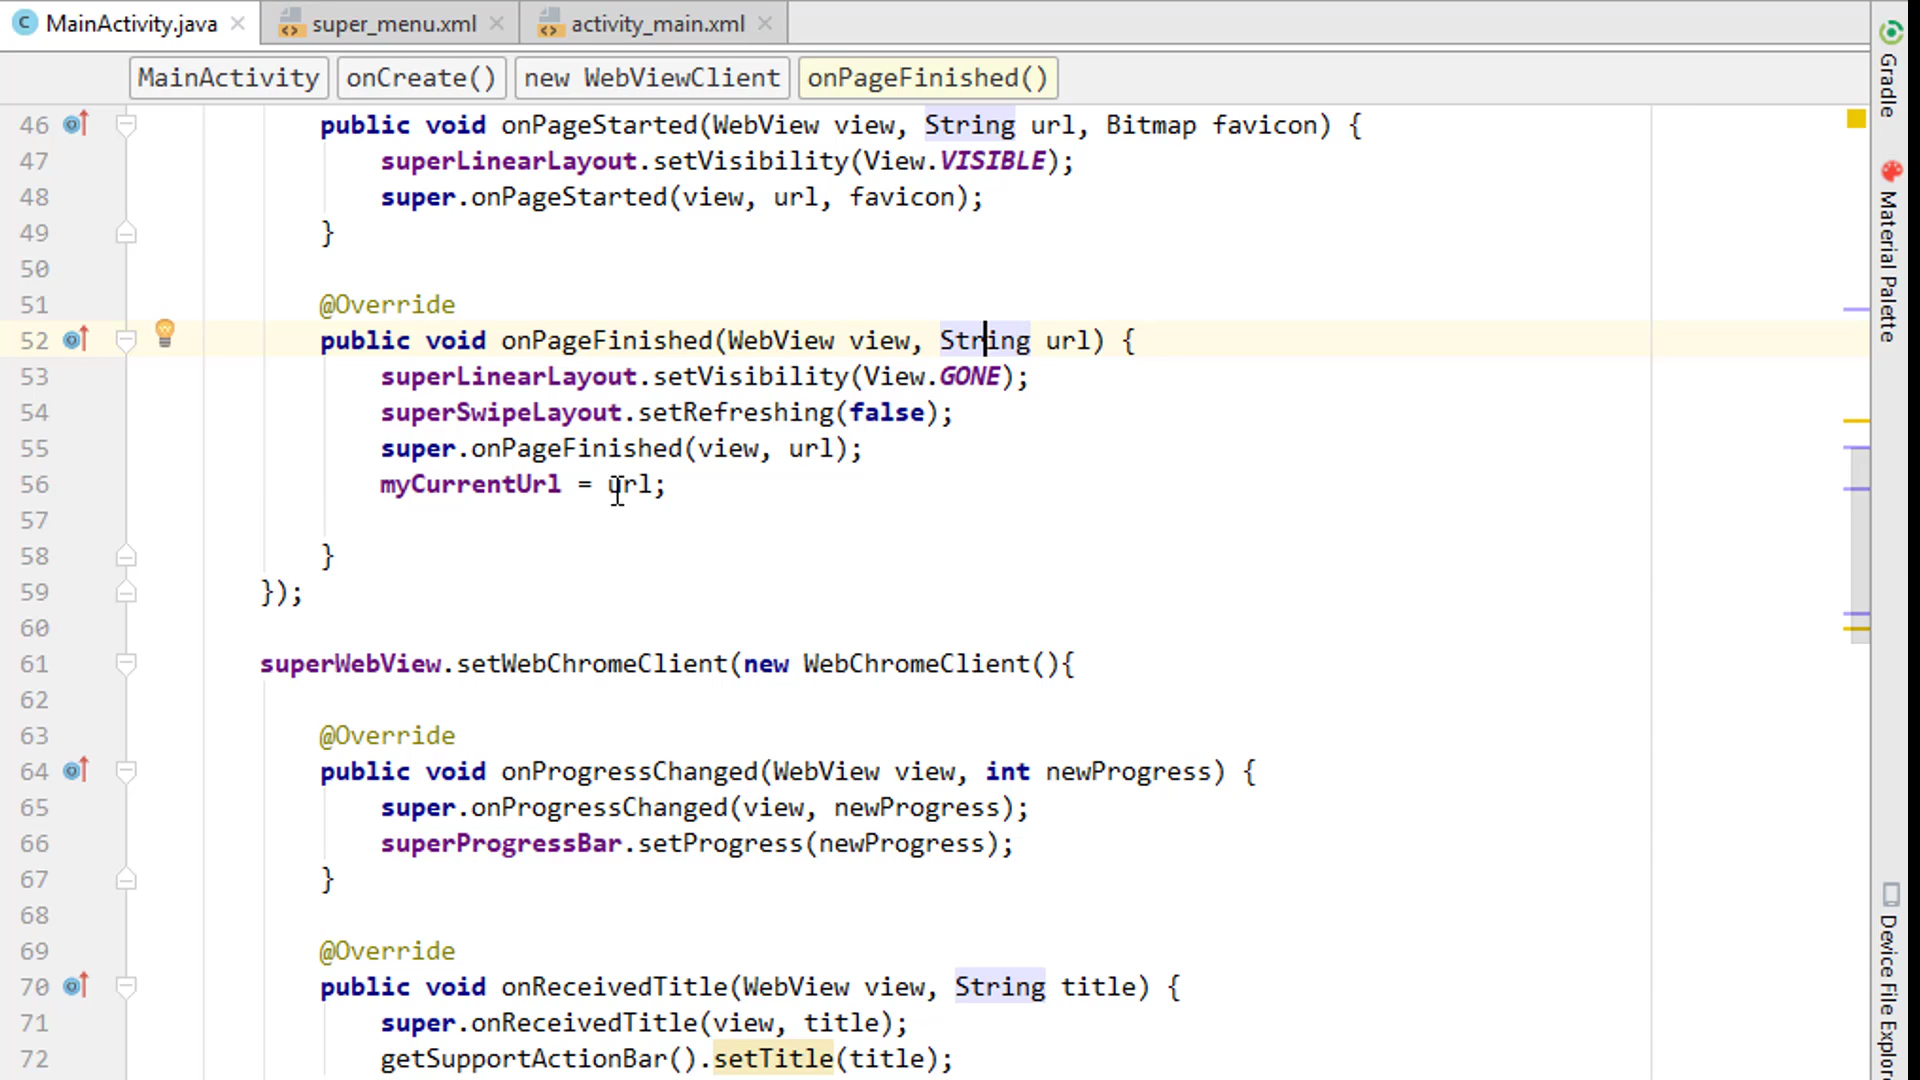 MainActivity.java super_menu.xml activity_main.xml
MainActivity onCreate() new WebViewClient onPageFinished()
46 public void onPageStarted(WebView view, String url, Bitmap favicon) {
47 superLinearLayout.setVisibility(View.VISIBLE);
48 super.onPageStarted(view, url, favicon);
49 }
50
51 @Override
52 public void onPageFinished(WebView view, String url) {
53 superLinearLayout.setVisibility(View.GONE);
54 superSwipeLayout.setRefreshing(false);
55 super.onPageFinished(view, url);
56 myCurrentUrl = url;
57
58 }
59 });
60
61 superWebView.setWebChromeClient(new WebChromeClient(){
62
63 @Override
64 public void onProgressChanged(WebView view, int newProgress) {
65 super.onProgressChanged(view, newProgress);
66 superProgressBar.setProgress(newProgress);
67 }
68
69 @Override
70 public void onReceivedTitle(WebView view, String title) {
71 super.onReceivedTitle(view, title);
72 getSupportActionBar().setTitle(title);
Gradle
Material Palette
Device File Explorer